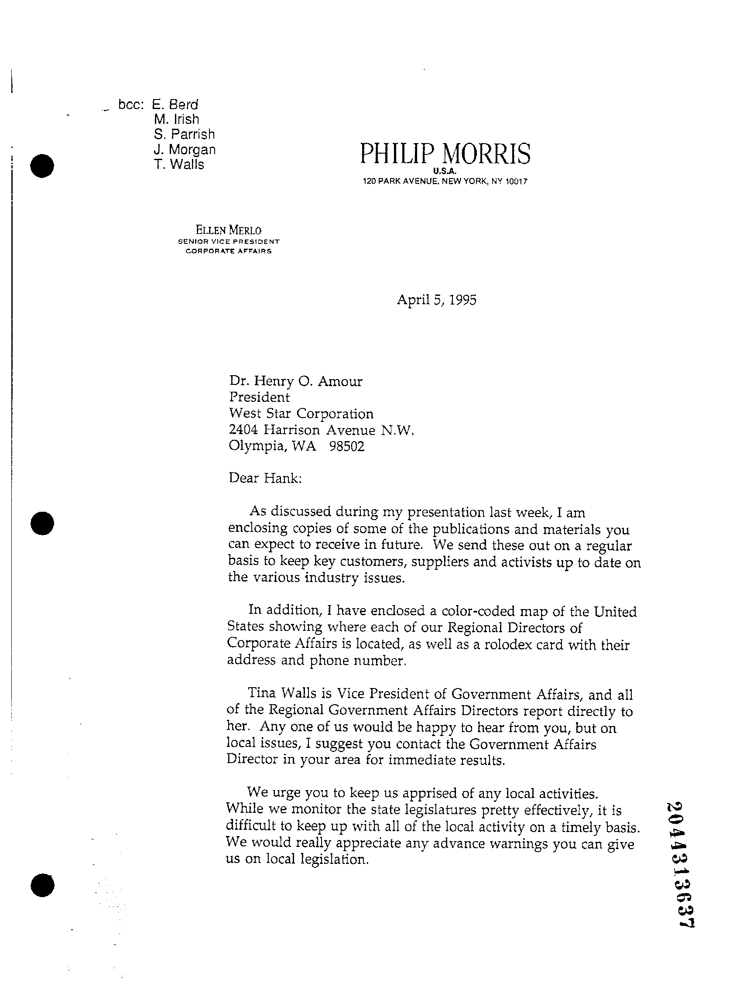 bcc: E. Berd
M. Irish
S. Parrish
J. Morgan
T. Walls
PHILIP MORRIS
U.S.A.
120 PARK AVENUE, NEW YORK, NY 10017
ELLEN MERLO
SENIOR VICE PRESIDENT
CORPORATE AFFAIRS
April 5, 1995
Dr. Henry O. Amour
President
West Star Corporation
2404 Harrison Avenue N.W.
Olympia, WA 98502
Dear Hank:
As discussed during my presentation last week, I am
enclosing copies of some of the publications and materials you
can expect to receive in future. We send these out on a regular
basis to keep key customers, suppliers and activists up to date on
the various industry issues.
In addition, I have enclosed a color-coded map of the United
States showing where each of our Regional Directors of
Corporate Affairs is located, as well as a rolodex card with their
address and phone number.
Tina Walls is Vice President of Government Affairs, and all
of the Regional Government Affairs Directors report directly to
her. Any one of us would be happy to hear from you, but on
local issues, I suggest you contact the Government Affairs
Director in your area for immediate results.
We urge you to keep us apprised of any local activities.
While we monitor the state legislatures pretty effectively, it is
difficult to keep up with all of the local activity on a timely basis.
We would really appreciate any advance warnings you can give
us on local legislation.
2044313637